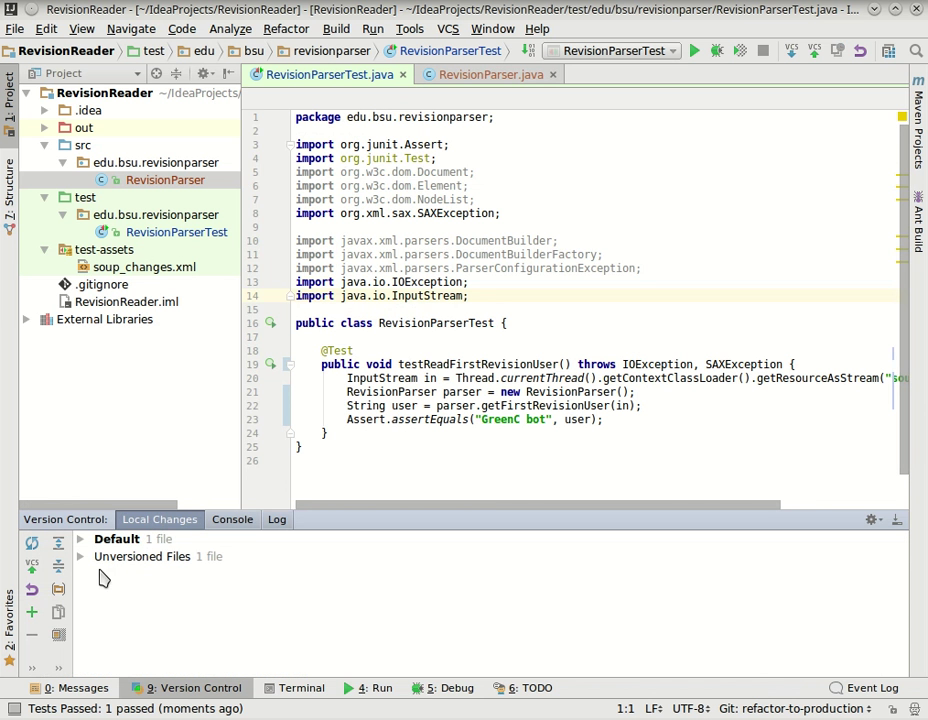 RevisionReader - [~/IdeaProjects/RevisionReader] - [RevisionReader] - ~/IdeaProjects/RevisionReader/test/edu/bsu/revisionparser/RevisionParserTest.java - I...
File Edit View Navigate Code Analyze Refactor Build Run Tools VCS Window Help
RevisionReader test edu bsu revisionparser RevisionParserTest RevisionParserTest VCS VCS
Project
RevisionParserTest.java × RevisionParser.java ×
1: Project
7: Structure
2: Favorites
RevisionReader ~/IdeaProjects/
.idea
out
src
edu.bsu.revisionparser
RevisionParser
test
edu.bsu.revisionparser
RevisionParserTest
test-assets
soup_changes.xml
.gitignore
RevisionReader.iml
External Libraries
1 package edu.bsu.revisionparser;
2
3 import org.junit.Assert;
4 import org.junit.Test;
5 import org.w3c.dom.Document;
6 import org.w3c.dom.Element;
7 import org.w3c.dom.NodeList;
8 import org.xml.sax.SAXException;
9
10 import javax.xml.parsers.DocumentBuilder;
11 import javax.xml.parsers.DocumentBuilderFactory;
12 import javax.xml.parsers.ParserConfigurationException;
13 import java.io.IOException;
14 import java.io.InputStream;
15
16 public class RevisionParserTest {
17
18 @Test
19 public void testReadFirstRevisionUser() throws IOException, SAXException {
20 InputStream in = Thread.currentThread().getContextClassLoader().getResourceAsStream("sou
21 RevisionParser parser = new RevisionParser();
22 String user = parser.getFirstRevisionUser(in);
23 Assert.assertEquals("GreenC bot", user);
24 }
25 }
26
Maven Projects
Ant Build
Version Control: Local Changes Console Log
Default 1 file
Unversioned Files 1 file
VCS
0: Messages 9: Version Control Terminal 4: Run 5: Debug 6: TODO Event Log
Tests Passed: 1 passed (moments ago) 1:1 LF UTF-8 Git: refactor-to-production